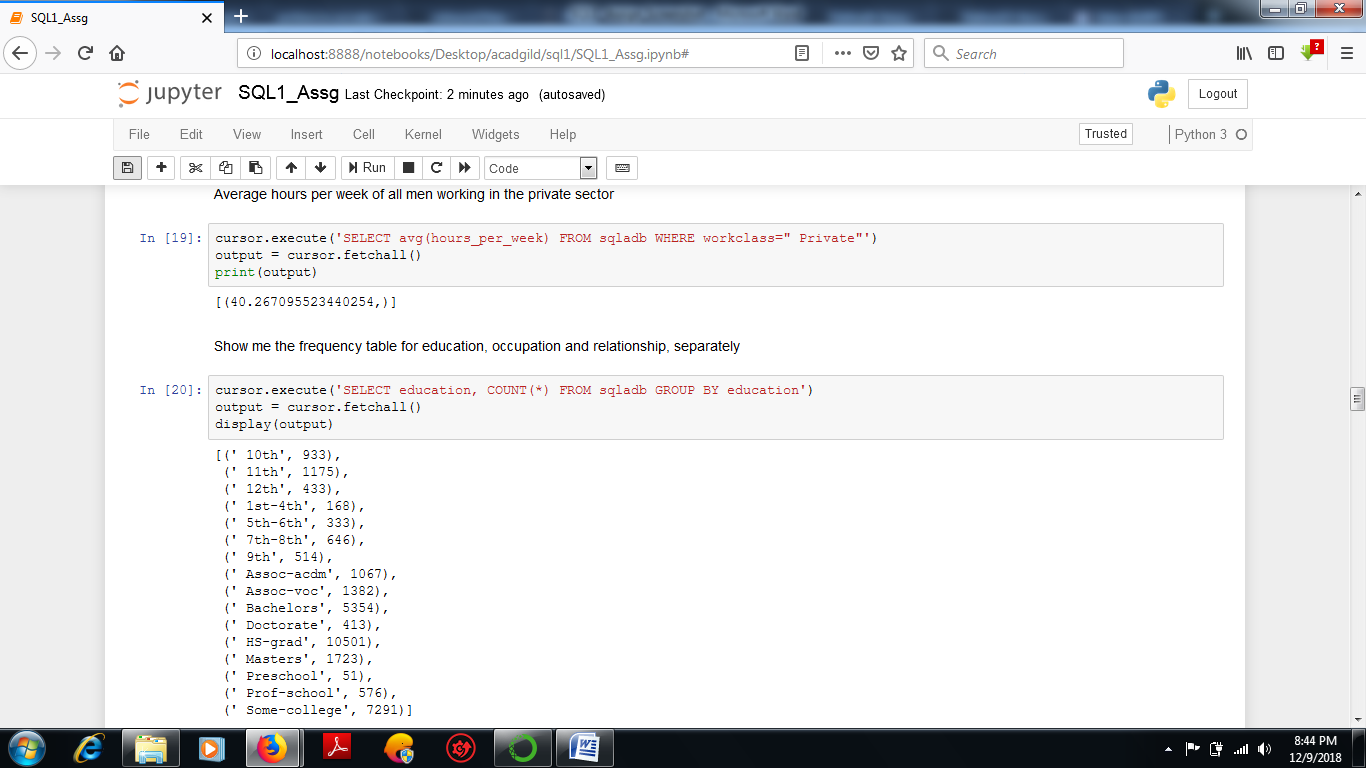 SQL1_Assg
localhost:8888/notebooks/Desktop/acadgild/sql1/SQL1_Assg.ipynb#
Search
jupyter SQL1_Assg Last Checkpoint: 2 minutes ago (autosaved)
Logout
File Edit View Insert Cell Kernel Widgets Help
Trusted
Python 3
Run
Code
Average hours per week of all men working in the private sector
In [19]: cursor.execute('SELECT avg(hours_per_week) FROM sqladb WHERE workclass=" Private"')
output = cursor.fetchall()
print(output)
[(40.267095523440254,)]
Show me the frequency table for education, occupation and relationship, separately
In [20]: cursor.execute('SELECT education, COUNT(*) FROM sqladb GROUP BY education')
output = cursor.fetchall()
display(output)
[(' 10th', 933),
(' 11th', 1175),
(' 12th', 433),
(' 1st-4th', 168),
(' 5th-6th', 333),
(' 7th-8th', 646),
(' 9th', 514),
(' Assoc-acdm', 1067),
(' Assoc-voc', 1382),
(' Bachelors', 5354),
(' Doctorate', 413),
(' HS-grad', 10501),
(' Masters', 1723),
(' Preschool', 51),
(' Prof-school', 576),
(' Some-college', 7291)]
8:44 PM
12/9/2018